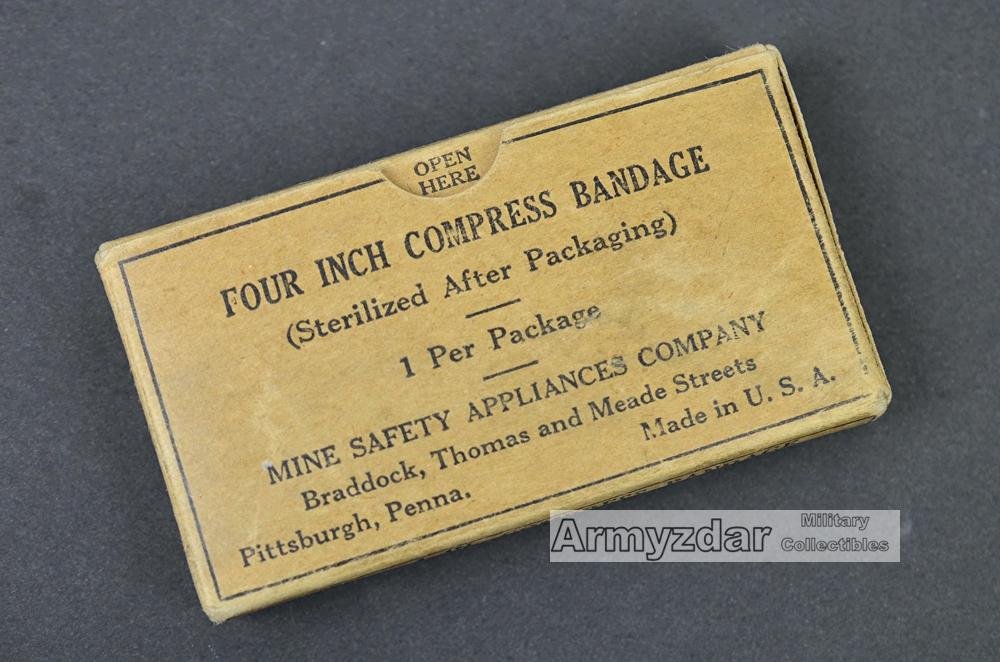 OPEN
HERE
FOUR INCH COMPRESS BANDAGE
(Sterilized After Packaging)
1 Per Package
MINE SAFETY APPLIANCES COMPANY
Braddock, Thomas and Meade Streets
Pittsburgh, Penna.
Made in U. S. A.
Armyzdar
Military
Collectibles